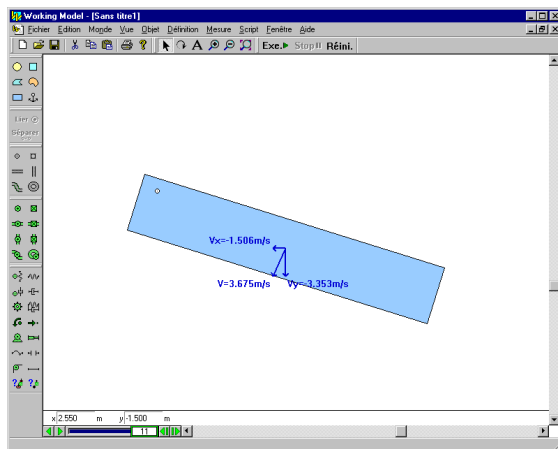 Working Model - [Sans titre1]
Fichier Edition Monde Vue Objet Définition Mesure Script Fenêtre Aide
A Exe. Stop Réini.
Lier
Séparer
Vx=-1.506m/s
V=3.675m/s Vy=-3.353m/s
x 2.550 m y -1.500 m
11